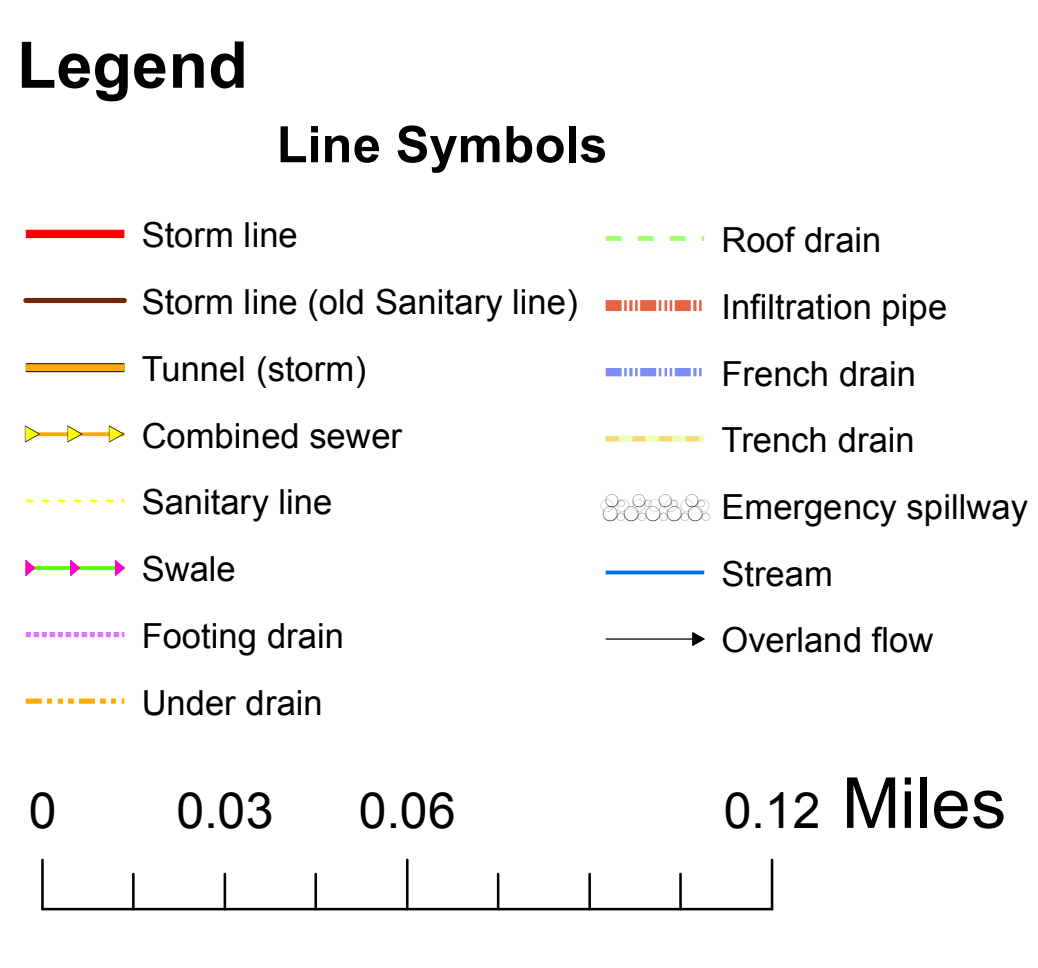 Legend
Line Symbols
Storm line
Storm line (old Sanitary line)
Tunnel (storm)
Combined sewer
Sanitary line
Swale
Footing drain
Under drain
Roof drain
Infiltration pipe
French drain
Trench drain
Emergency spillway
Stream
Overland flow
0 0.03 0.06 0.12 Miles